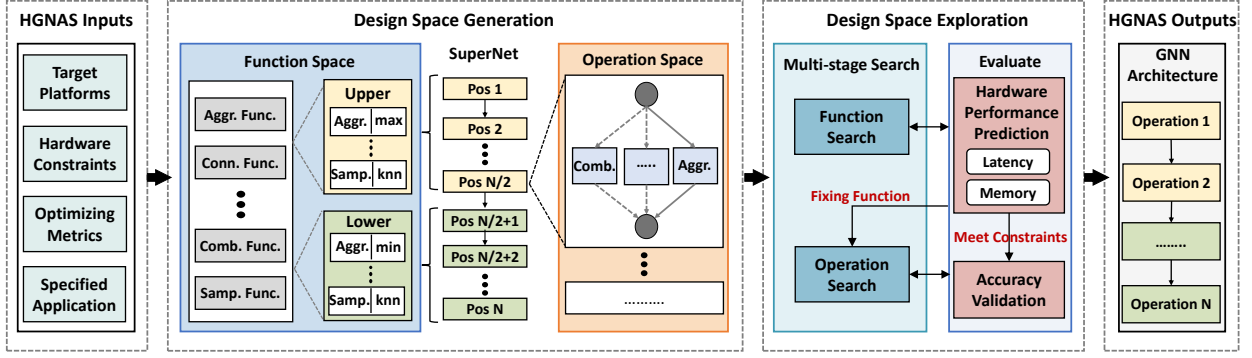 HGNAS Inputs
Target
Platforms
Hardware
Constraints
Optimizing
Metrics
Specified
Application
Design Space Generation
Function Space
Aggr. Func.
Conn. Func.
Comb. Func.
Samp. Func.
Upper
Aggr. max
Samp. knn
Lower
Aggr. min
Samp. knn
SuperNet
Pos 1
Pos 2
Pos N/2
Pos N/2+1
Pos N/2+2
Pos N
Operation Space
Comb.
.....
Aggr.
..........
Design Space Exploration
Multi-stage Search
Function
Search
Fixing Function
Operation
Search
Evaluate
Hardware
Performance
Prediction
Latency
Memory
Meet Constraints
Accuracy
Validation
HGNAS Outputs
GNN
Architecture
Operation 1
Operation 2
........
Operation N